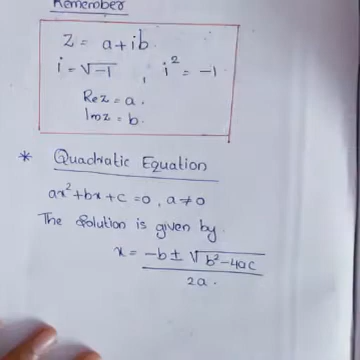 Remember
Z = a + ib.
i = √-1 , i² = -1
Re z = a.
Im z = b.
* Quadratic Equation
ax² + bx + c = 0, a ≠ 0
The solution is given by.
x = -b ± √b² - 4ac
2a.